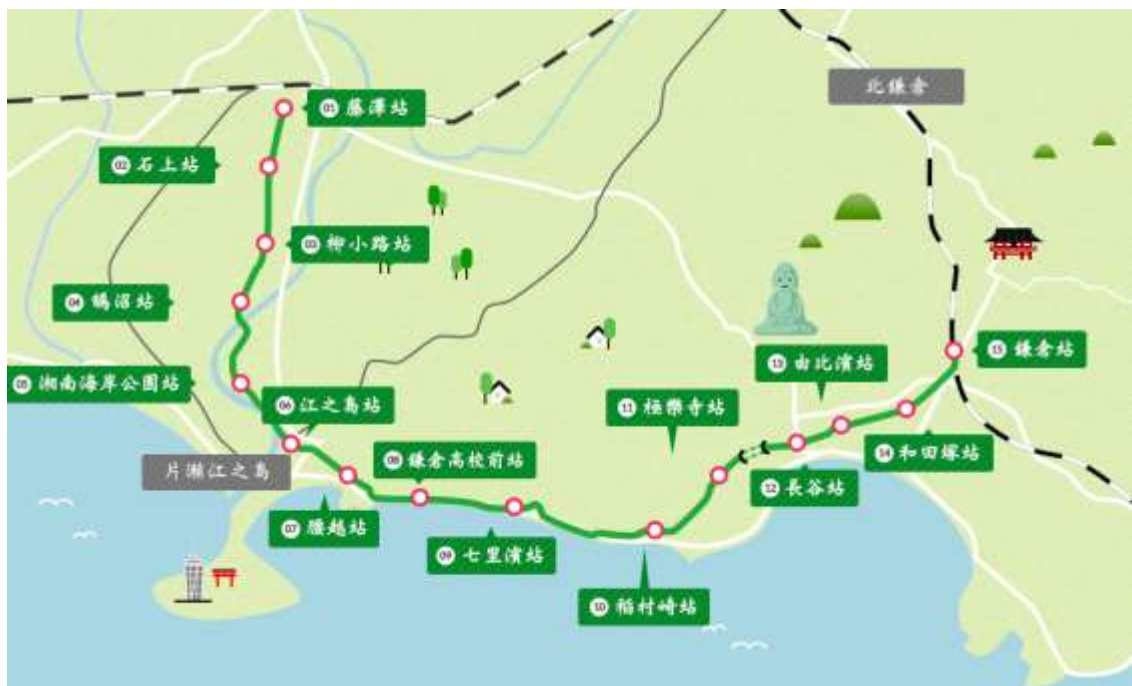 01 藤澤站
02 石上站
03 柳小路站
04 鵠沼站
05 湘南海岸公園站
06 江之島站
07 腰越站
08 鎌倉高校前站
09 七里濱站
10 稻村崎站
11 極樂寺站
12 長谷站
13 由比濱站
14 和田塚站
15 鎌倉站
北鎌倉
片瀨江之島